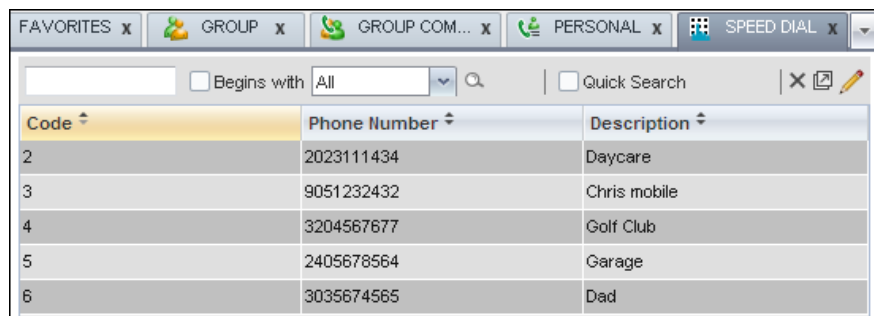 FAVORITES x GROUP x GROUP COM... x PERSONAL x SPEED DIAL x
Begins with All Quick Search
Code Phone Number Description
2 2023111434 Daycare
3 9051232432 Chris mobile
4 3204567677 Golf Club
5 2405678564 Garage
6 3035674565 Dad